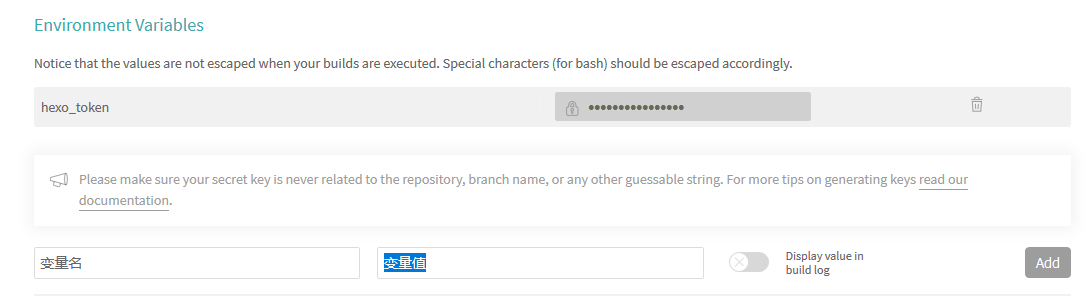 Environment Variables
Notice that the values are not escaped when your builds are executed. Special characters (for bash) should be escaped accordingly.
hexo_token ••••••••••••••••
Please make sure your secret key is never related to the repository, branch name, or any other guessable string. For more tips on generating keys read our
documentation.
变量名 变量值 Display value in
build log
Add